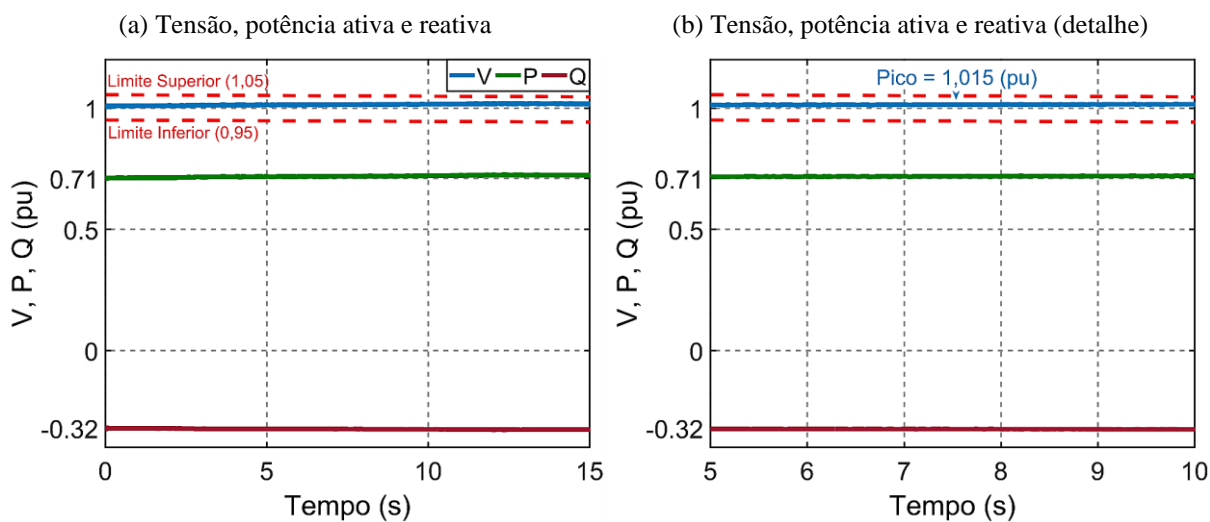 (a) Tensão, potência ativa e reativa
Limite Superior (1,05)
V P Q
1
Limite Inferior (0,95)
0.71
0.5
0
-0.32
V, P, Q (pu)
0 5 10 15
Tempo (s)
(b) Tensão, potência ativa e reativa (detalhe)
Pico = 1,015 (pu)
1
0.71
0.5
0
-0.32
V, P, Q (pu)
5 6 7 8 9 10
Tempo (s)